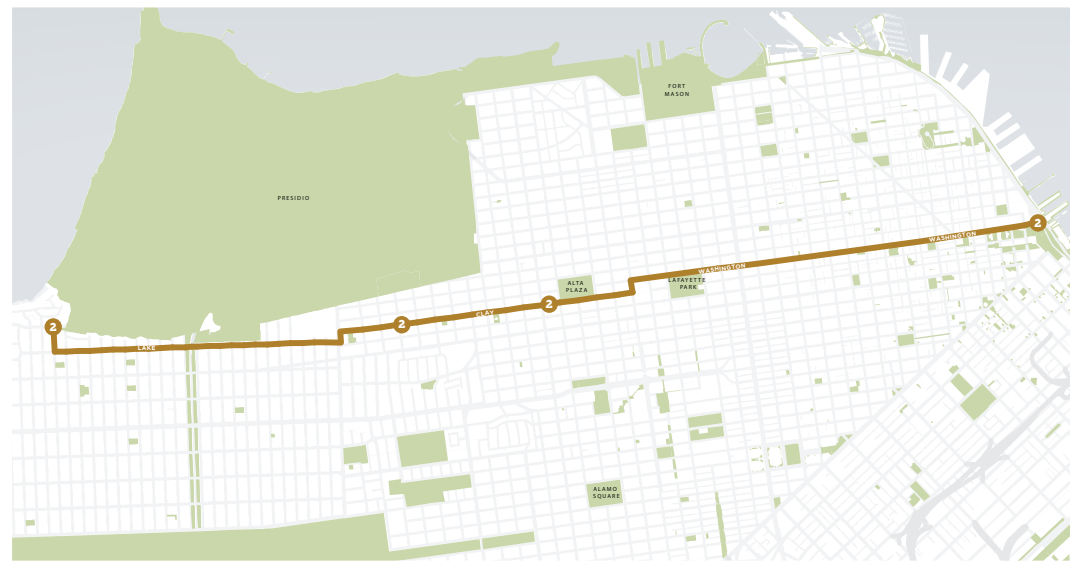 FORT
MASON
PRESIDIO
2
WASHINGTON
WASHINGTON
LAFAYETTE
PARK
ALTA
PLAZA
2
CLAY
2
2
LAKE
ALAMO
SQUARE